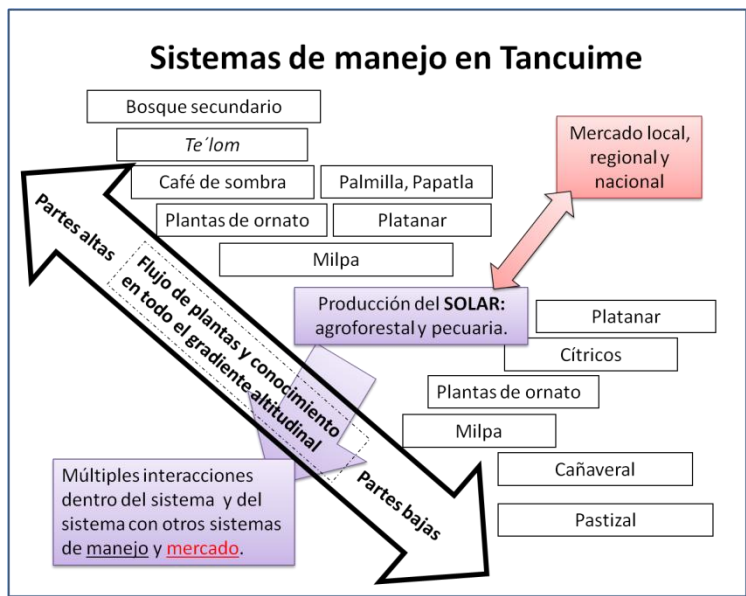 Sistemas de manejo en Tancuime
Bosque secundario
Te´lom
Café de sombra
Palmilla, Papatla
Plantas de ornato
Platanar
Milpa
Mercado local,
regional y
nacional
Partes altas
Flujo de plantas y conocimiento
en todo el gradiente altitudinal
Partes bajas
Producción del SOLAR:
agroforestal y pecuaria.
Platanar
Cítricos
Plantas de ornato
Milpa
Cañaveral
Pastizal
Múltiples interacciones
dentro del sistema y del
sistema con otros sistemas
de manejo y mercado.